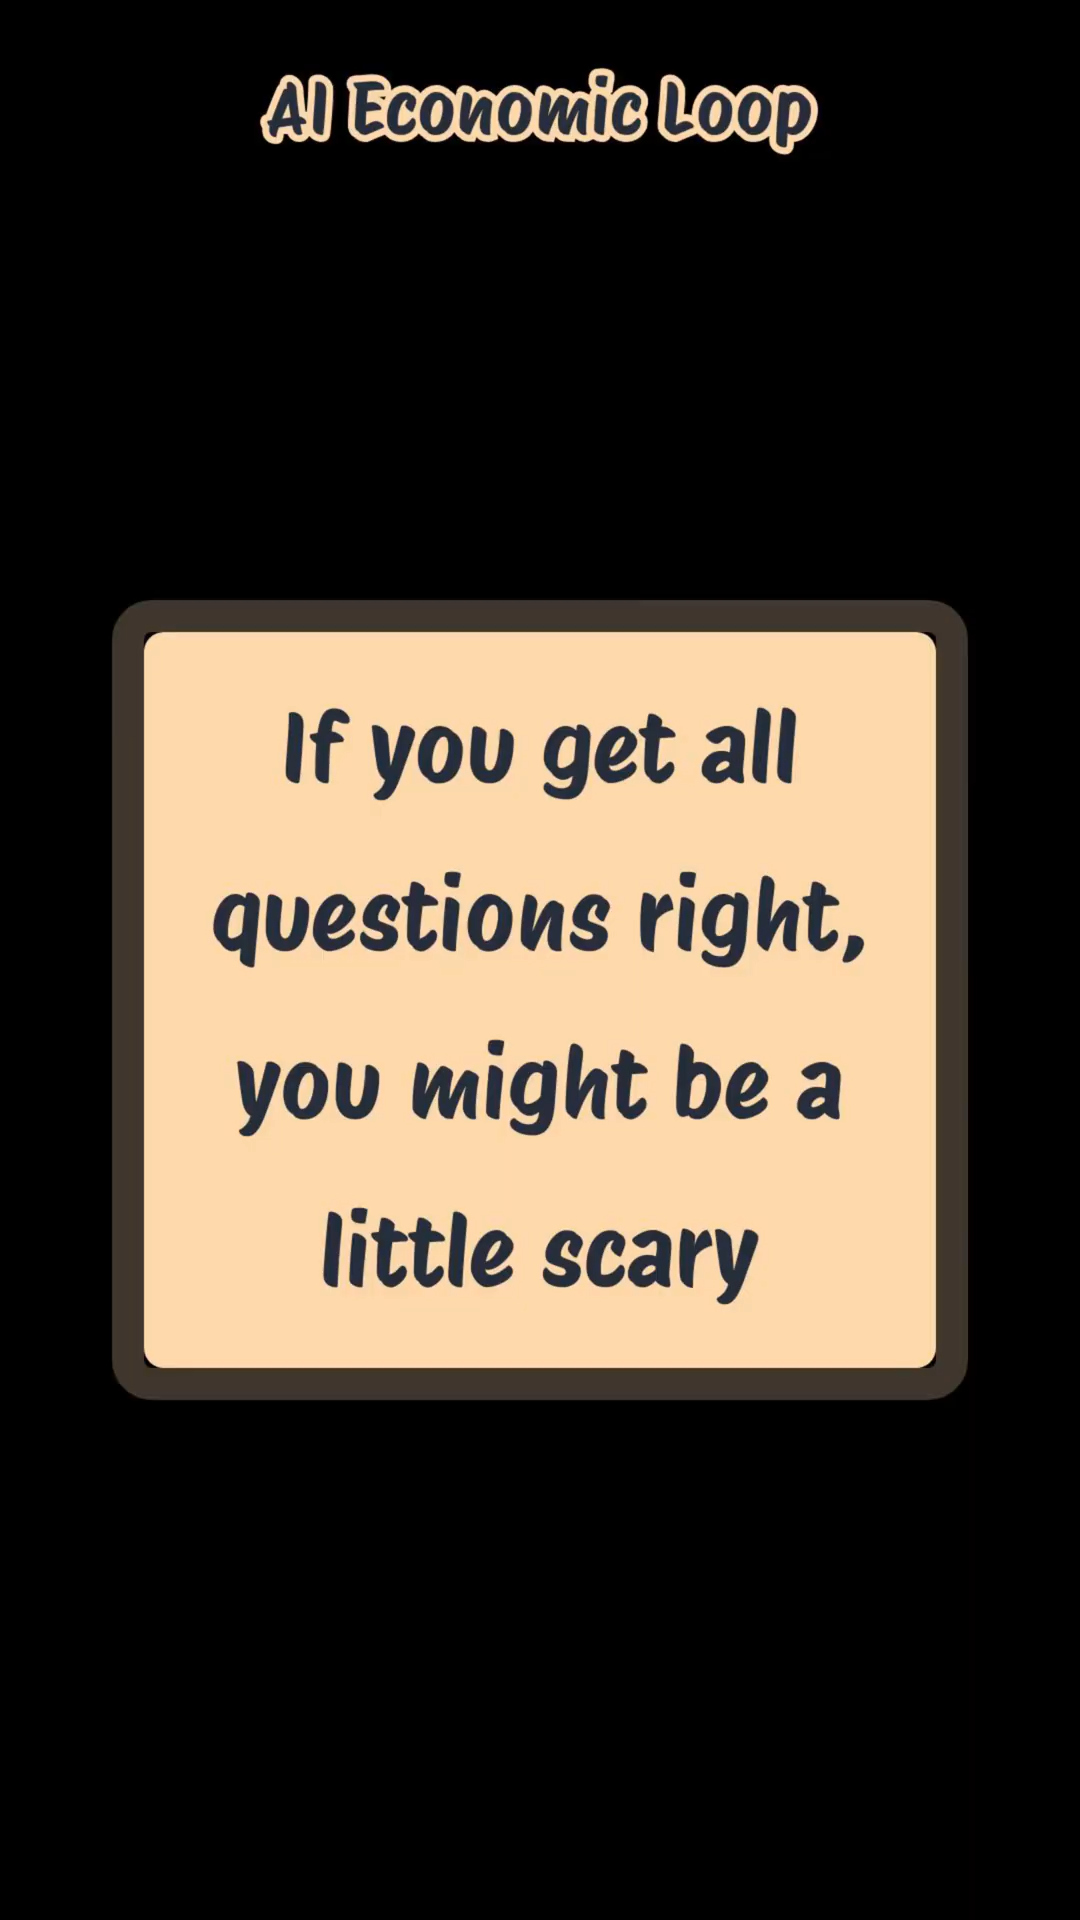 AI Economic Loop
If you get all
questions right,
you might be a
little scary